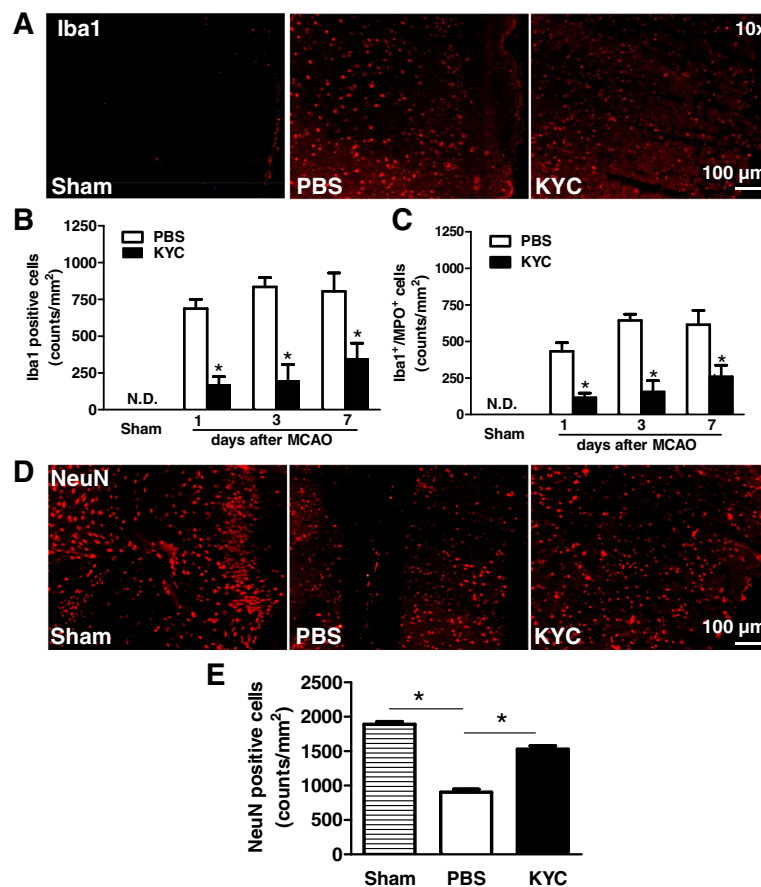 A
Iba1
10x
Sham
PBS
KYC
100 μm
B
PBS
KYC
Iba1 positive cells
(counts/mm²)
1250
1000
750
500
250
0
N.D.
* * *
Sham
1 3 7
days after MCAO
C
PBS
KYC
Iba1⁺/MPO⁺ cells
(counts/mm²)
1250
1000
750
500
250
0
N.D.
* * *
Sham
1 3 7
days after MCAO
D
NeuN
Sham
PBS
KYC
100 μm
E
NeuN positive cells
(counts/mm²)
2500
2000
1500
1000
500
0
*
*
Sham PBS KYC